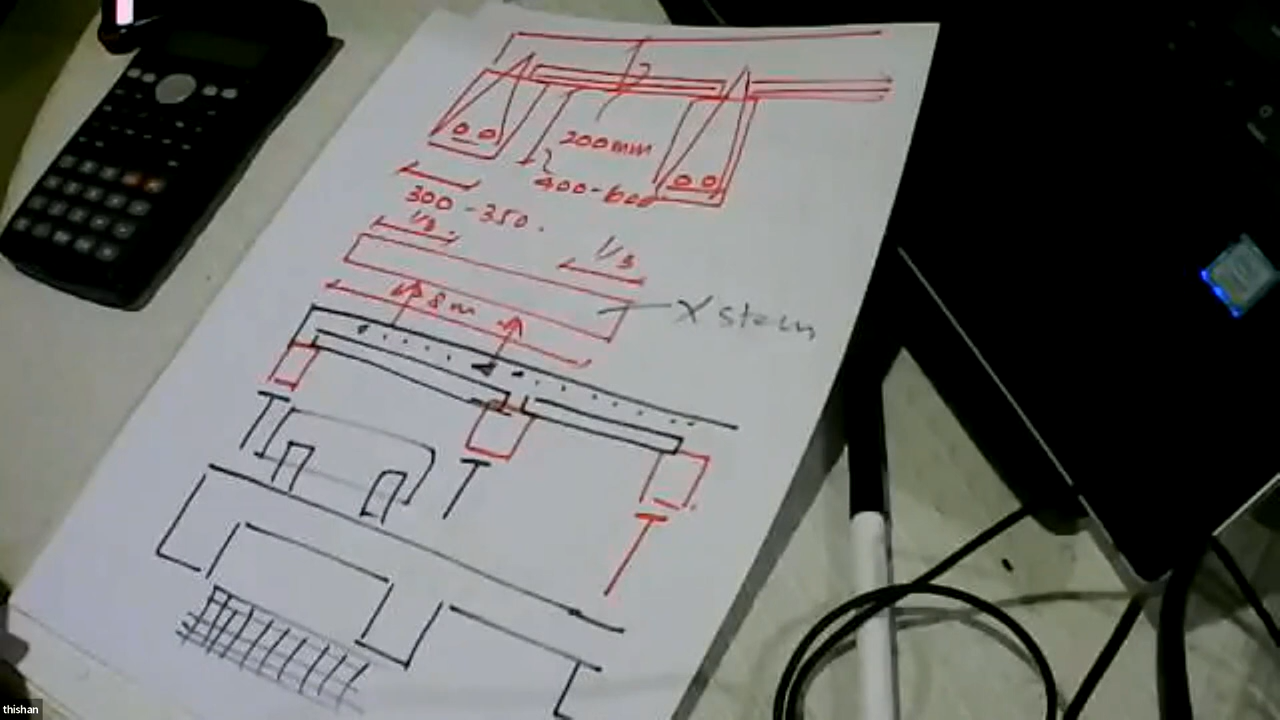 200mm
400-600
300 - 350.
1/3
1/3
8m
X stem
thishan